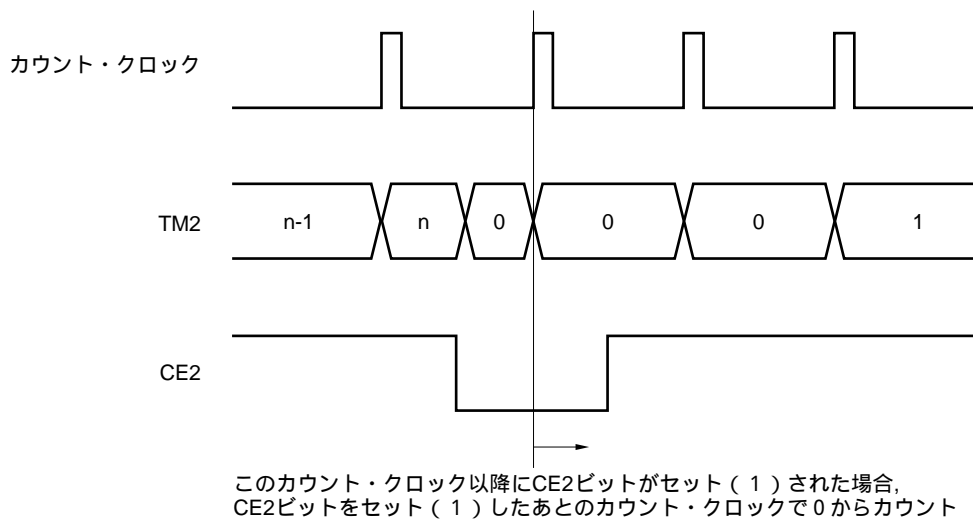 カウント・クロック
TM2
n-1 n 0 0 0 1
CE2
このカウント・クロック以降にCE2ビットがセット（1）された場合,
CE2ビットをセット（1）したあとのカウント・クロックで0からカウント